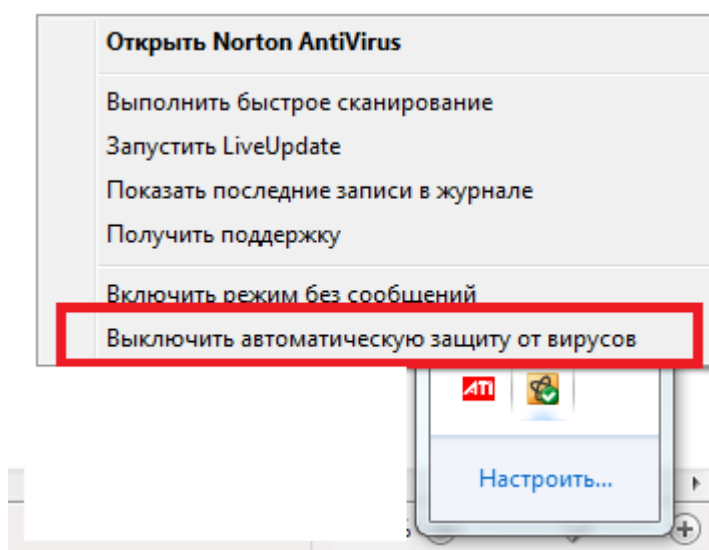 Открыть Norton AntiVirus
Выполнить быстрое сканирование
Запустить LiveUpdate
Показать последние записи в журнале
Получить поддержку
Включить режим без сообщений
Выключить автоматическую защиту от вирусов
ATI
Настроить...